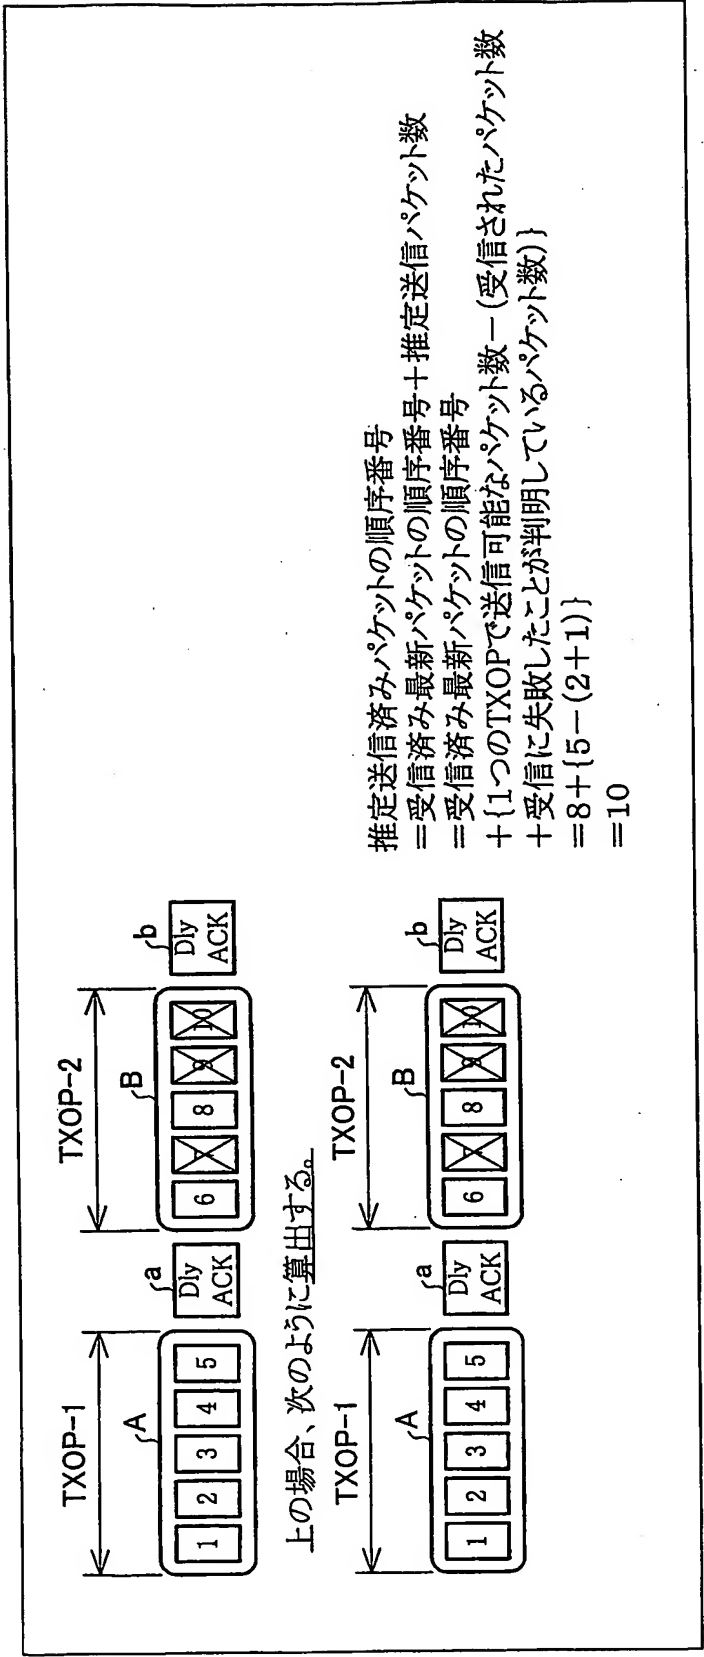 TXOP-1
TXOP-2
A
a
B
b
1 2 3 4 5
Dly
ACK
6 7 8 9 10
Dly
ACK
上の場合、次のように算出する。
TXOP-1
TXOP-2
A
a
B
b
1 2 3 4 5
Dly
ACK
6 7 8 9 10
Dly
ACK
推定送信済みパケットの順序番号
=受信済み最新パケットの順序番号+推定送信パケット数
=受信済み最新パケットの順序番号
+{1つのTXOPで送信可能なパケット数-(受信されたパケット数
+受信に失敗したことが判明しているパケット数)}
=8+{5-(2+1)}
=10